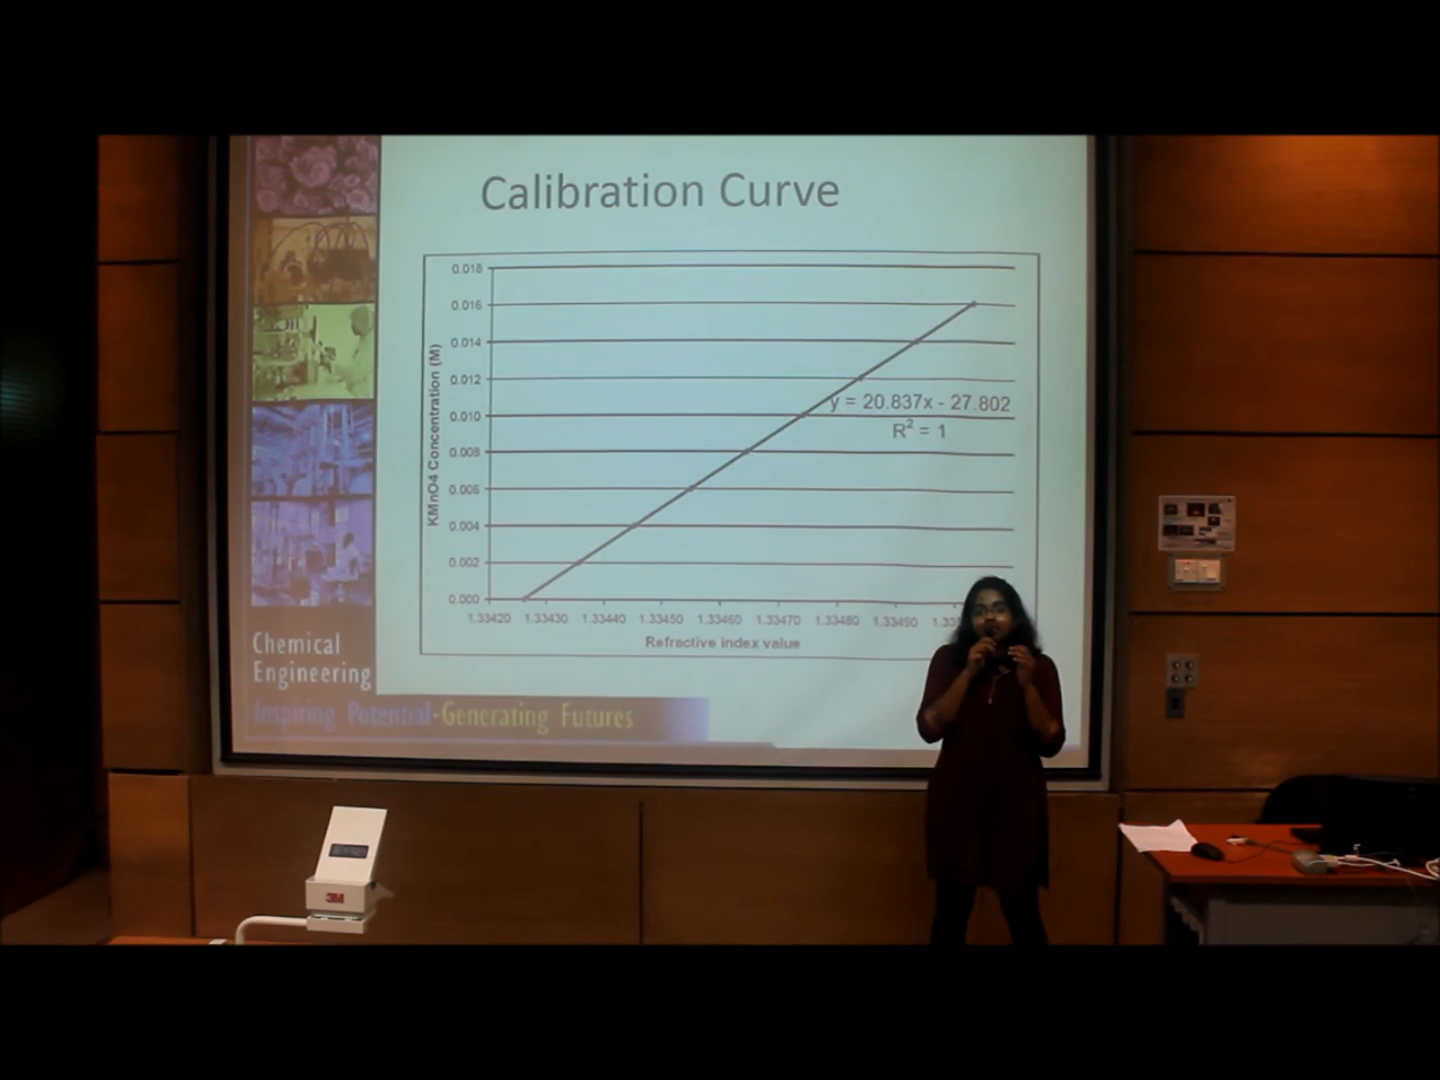 Calibration Curve
0.018
0.016
0.014
0.012
0.010
0.008
0.006
0.004
0.002
0.000
KMnO4 Concentration (M)
y = 20.837x - 27.802
R² = 1
1.33420 1.33430 1.33440 1.33450 1.33460 1.33470 1.33480 1.33490
Refractive index value
Chemical
Engineering
Inspiring Potential-Generating Futures
3M